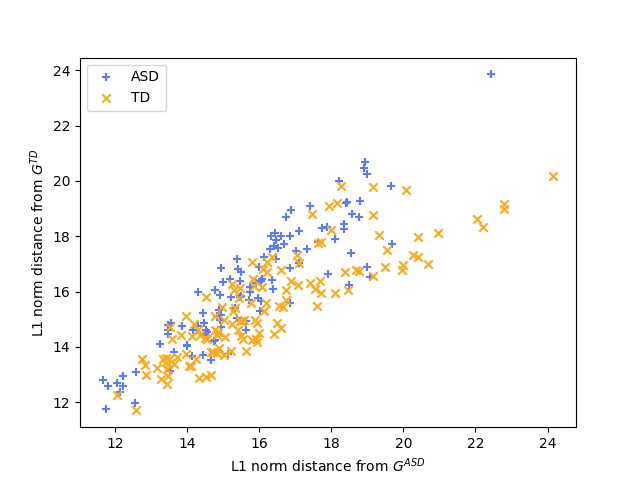 24
22
20
18
16
14
12
L1 norm distance from G^{TD}
ASD
TD
12 14 16 18 20 22 24
L1 norm distance from G^{ASD}